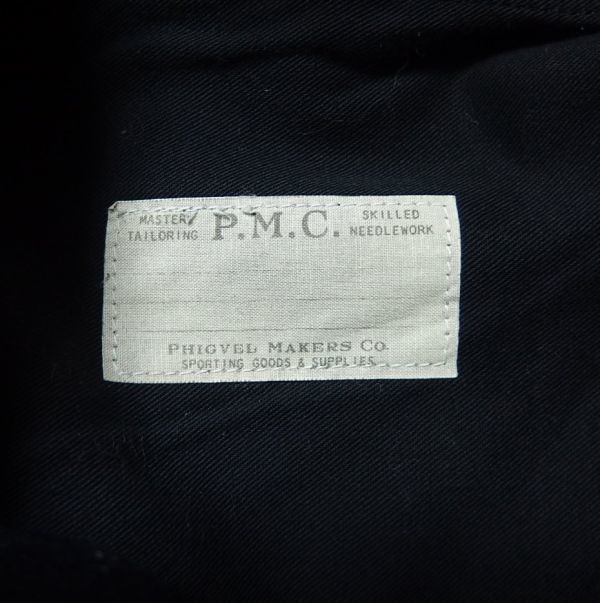 MASTER P.M.C. SKILLED
TAILORING NEEDLEWORK
PHIGVEL MAKERS CO.
SPORTING GOODS & SUPPLIES